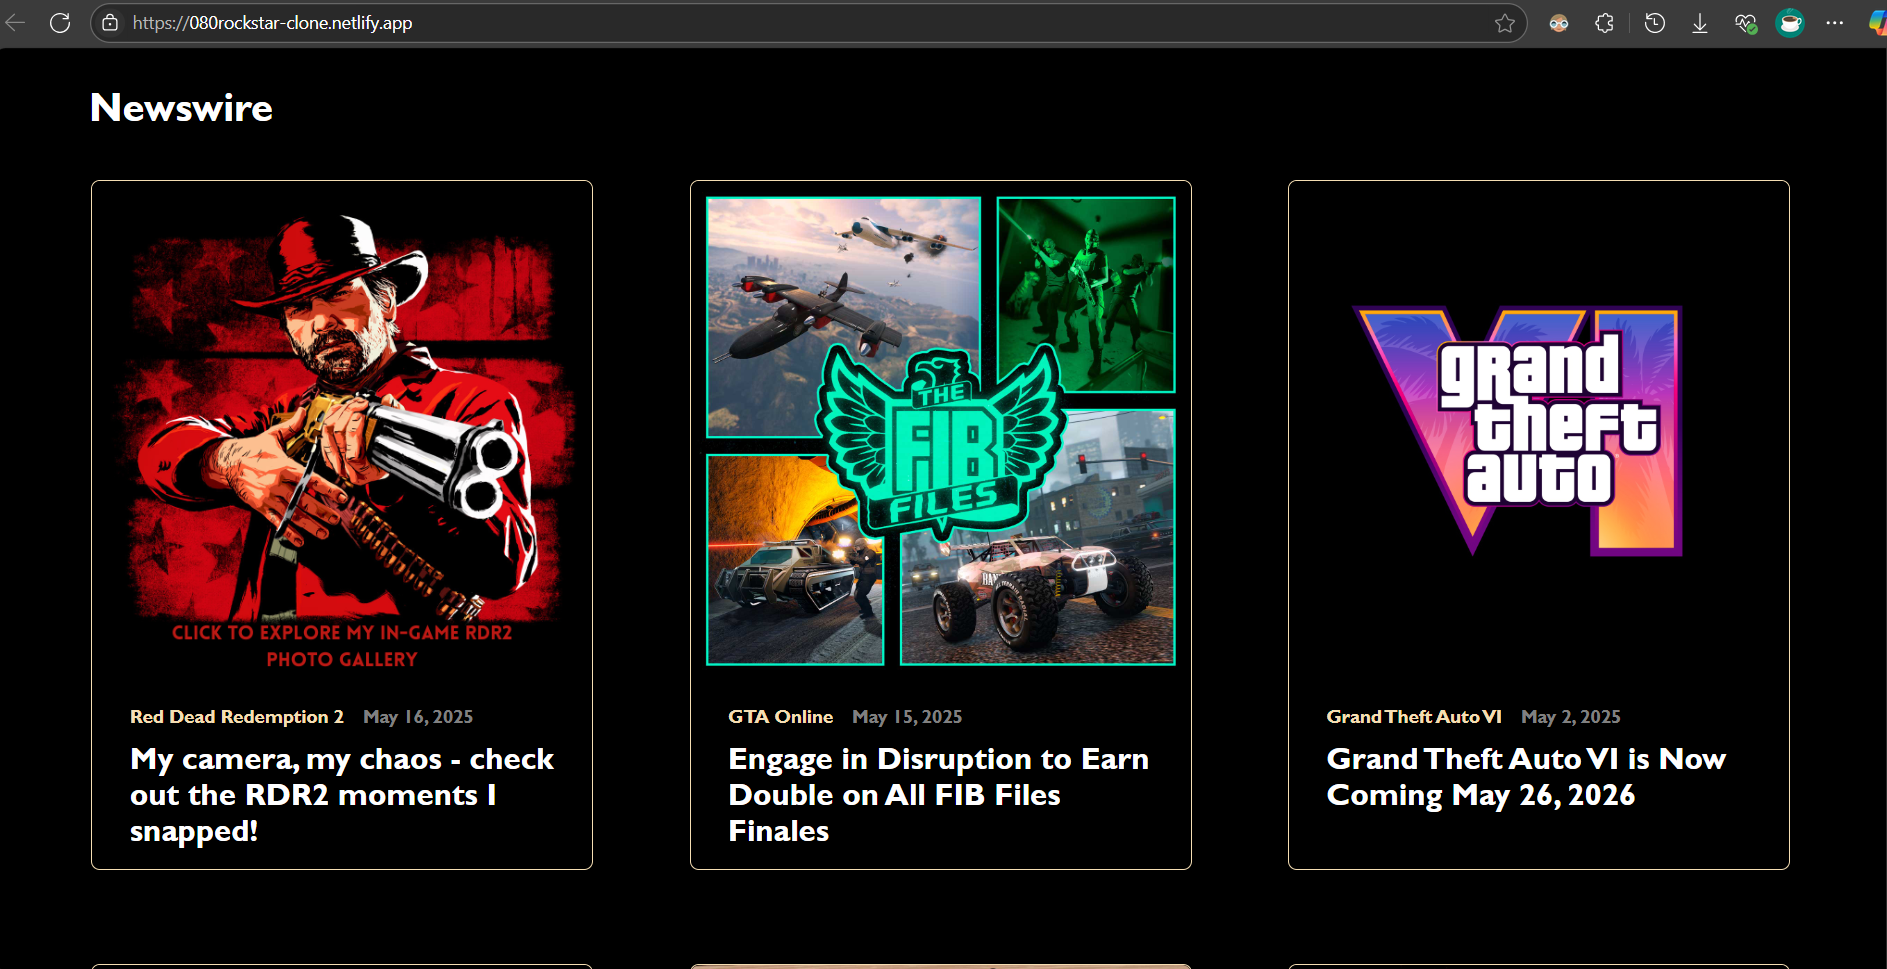 https://080rockstar-clone.netlify.app
Newswire
CLICK TO EXPLORE MY IN-GAME RDR2
PHOTO GALLERY
Red Dead Redemption 2 May 16, 2025
My camera, my chaos - check
out the RDR2 moments I
snapped!
THE
FIB
FILES
GTA Online May 15, 2025
Engage in Disruption to Earn
Double on All FIB Files
Finales
VI
grand
theft
auto
Grand Theft Auto VI May 2, 2025
Grand Theft Auto VI is Now
Coming May 26, 2026